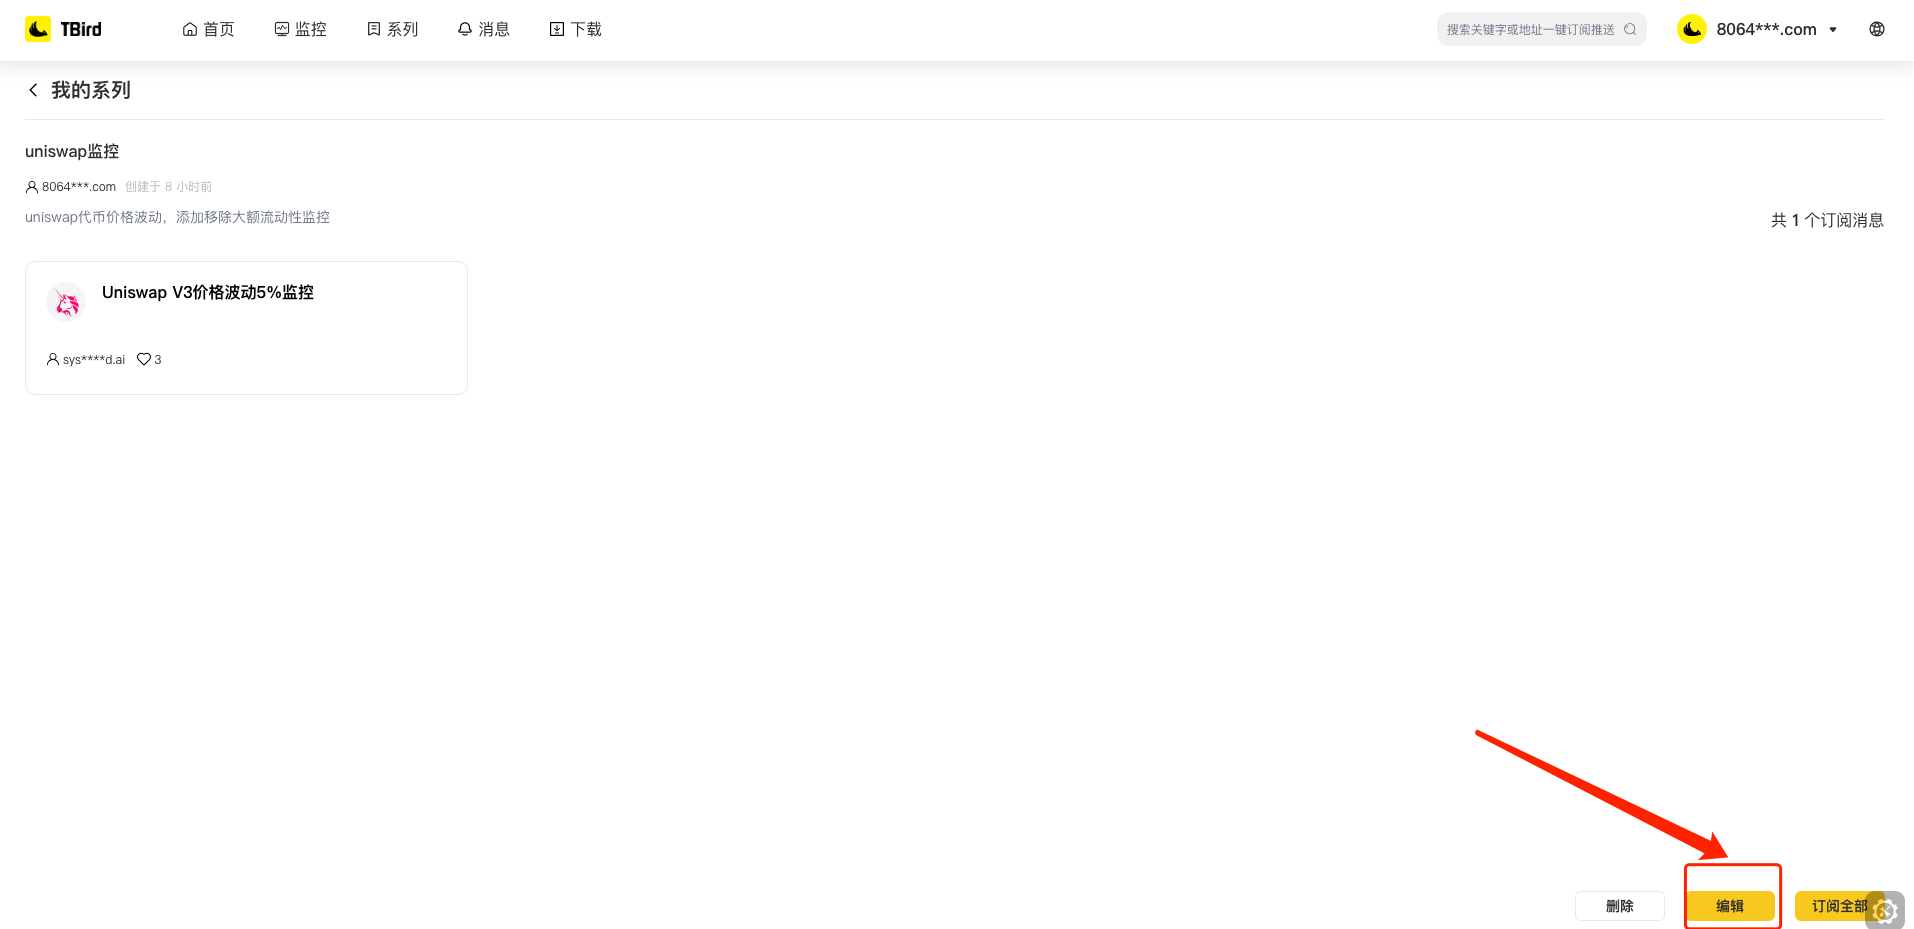 TBird 首页 监控 系列 消息 下载 搜索关键字或地址一键订阅推送 8064***.com
我的系列
uniswap监控
8064***.com 创建于 8 小时前
uniswap代币价格波动，添加移除大额流动性监控
共 1 个订阅消息
Uniswap V3价格波动5%监控
sys****d.ai 3
删除 编辑 订阅全部